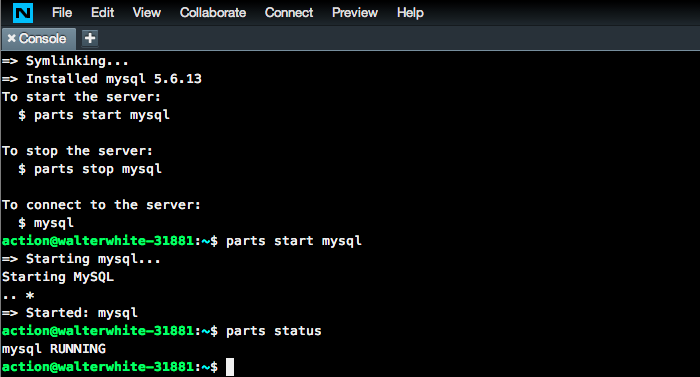 N File Edit View Collaborate Connect Preview Help
× Console +
=> Symlinking...
=> Installed mysql 5.6.13
To start the server:
  $ parts start mysql
To stop the server:
  $ parts stop mysql
To connect to the server:
  $ mysql
action@walterwhite-31881:~$ parts start mysql
=> Starting mysql...
Starting MySQL
.. *
=> Started: mysql
action@walterwhite-31881:~$ parts status
mysql RUNNING
action@walterwhite-31881:~$